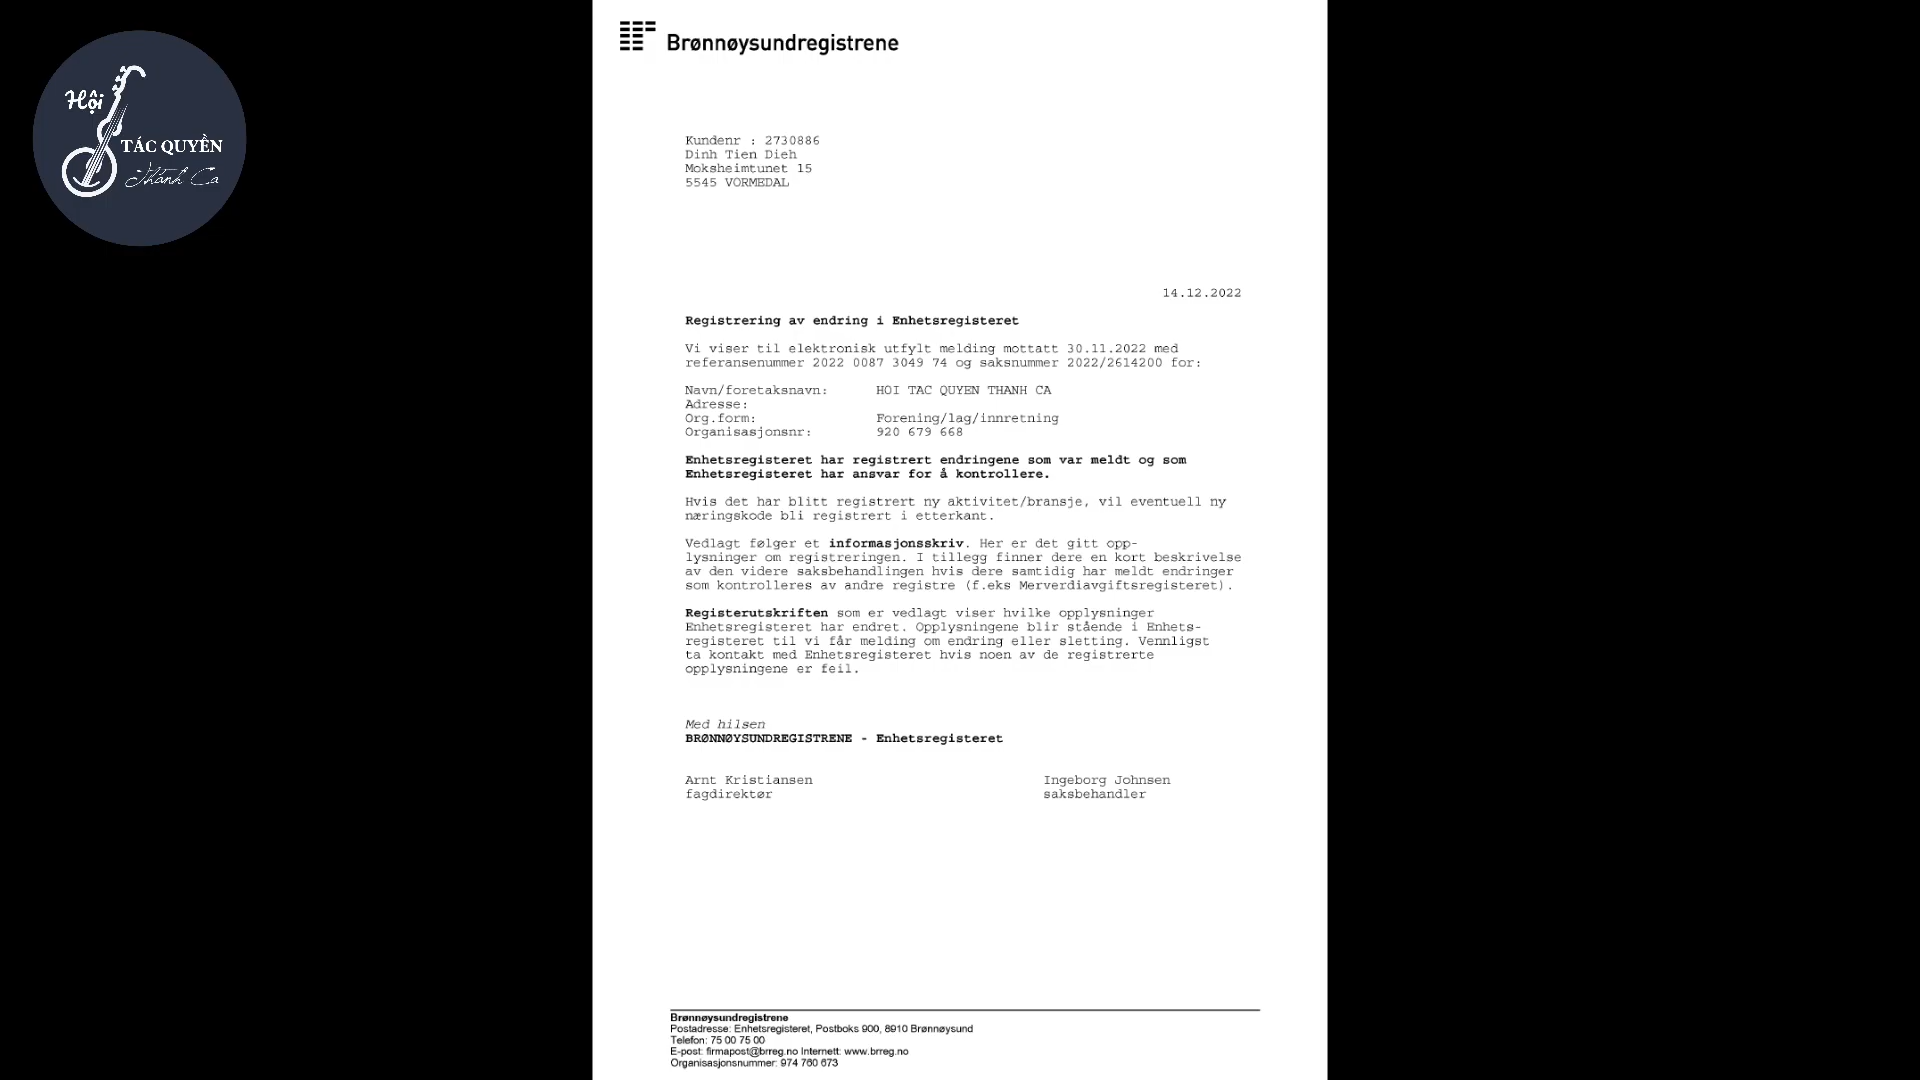 Hội
TÁC QUYỀN
Thánh Ca
Brønnøysundregistrene
Kundenr : 2730886
Dinh Tien Dieh
Moksheimtunet 15
5545 VORMEDAL
14.12.2022
Registrering av endring i Enhetsregisteret
Vi viser til elektronisk utfylt melding mottatt 30.11.2022 med
referansenummer 2022 0087 3049 74 og saksnummer 2022/2614200 for:
Navn/foretaksnavn: HOI TAC QUYEN THANH CA
Adresse:
Org.form: Forening/lag/innretning
Organisasjonsnr: 920 679 668
Enhetsregisteret har registrert endringene som var meldt og som
Enhetsregisteret har ansvar for å kontrollere.
Hvis det har blitt registrert ny aktivitet/bransje, vil eventuell ny
næringskode bli registrert i etterkant.
Vedlagt følger et informasjonsskriv. Her er det gitt opp-
lysninger om registreringen. I tillegg finner dere en kort beskrivelse
av den videre saksbehandlingen hvis dere samtidig har meldt endringer
som kontrolleres av andre registre (f.eks Merverdiavgiftsregisteret).
Registerutskriften som er vedlagt viser hvilke opplysninger
Enhetsregisteret har endret. Opplysningene blir stående i Enhets-
registeret til vi får melding om endring eller sletting. Vennligst
ta kontakt med Enhetsregisteret hvis noen av de registrerte
opplysningene er feil.
Med hilsen
BRØNNØYSUNDREGISTRENE - Enhetsregisteret
Arnt Kristiansen Ingeborg Johnsen
fagdirektør saksbehandler
Brønnøysundregistrene
Postadresse: Enhetsregisteret, Postboks 900, 8910 Brønnøysund
Telefon: 75 00 75 00
E-post: firmapost@brreg.no Internett: www.brreg.no
Organisasjonsnummer: 974 760 673